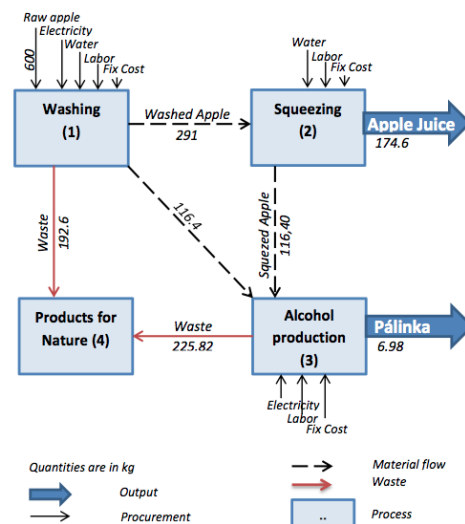 Raw apple
Electricity
Water
Labor
Fix Cost
600
Water
Labor
Fix Cost
Washing
(1)
Washed Apple
291
Squeezing
(2)
Apple Juice
174.6
Waste
192.6
116.4
Squezed Apple
116,40
Products for
Nature (4)
Waste
225.82
Alcohol
production
(3)
Pálinka
6.98
Electricity
Labor
Fix Cost
Quantities are in kg
Output
Procurement
Material flow
Waste
..
Process